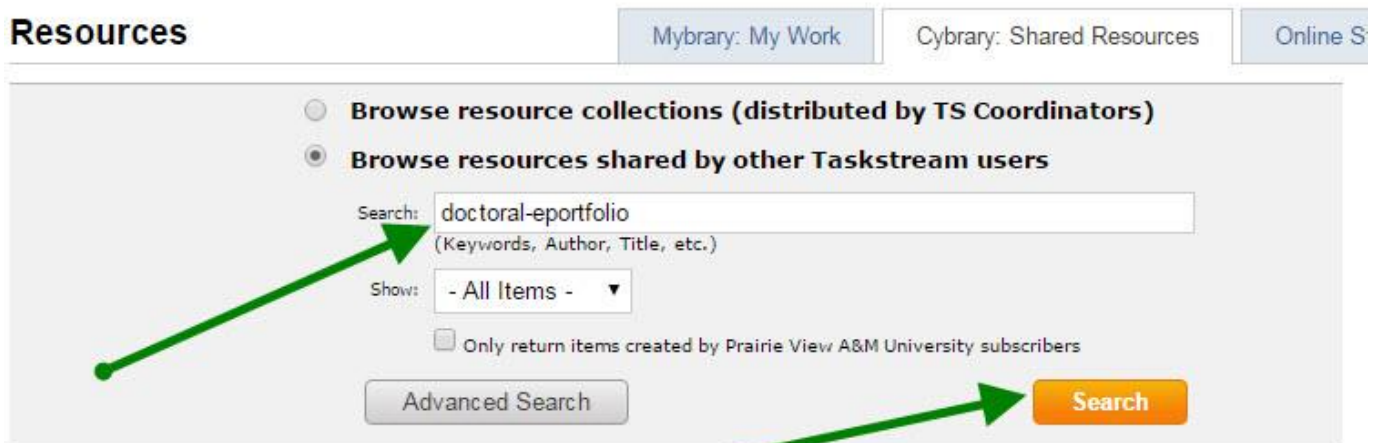 Resources
Mybrary: My Work
Cybrary: Shared Resources
Online S
Browse resource collections (distributed by TS Coordinators)
Browse resources shared by other Taskstream users
Search: doctoral-eportfolio
(Keywords, Author, Title, etc.)
Show: - All Items -
Only return items created by Prairie View A&M University subscribers
Advanced Search
Search